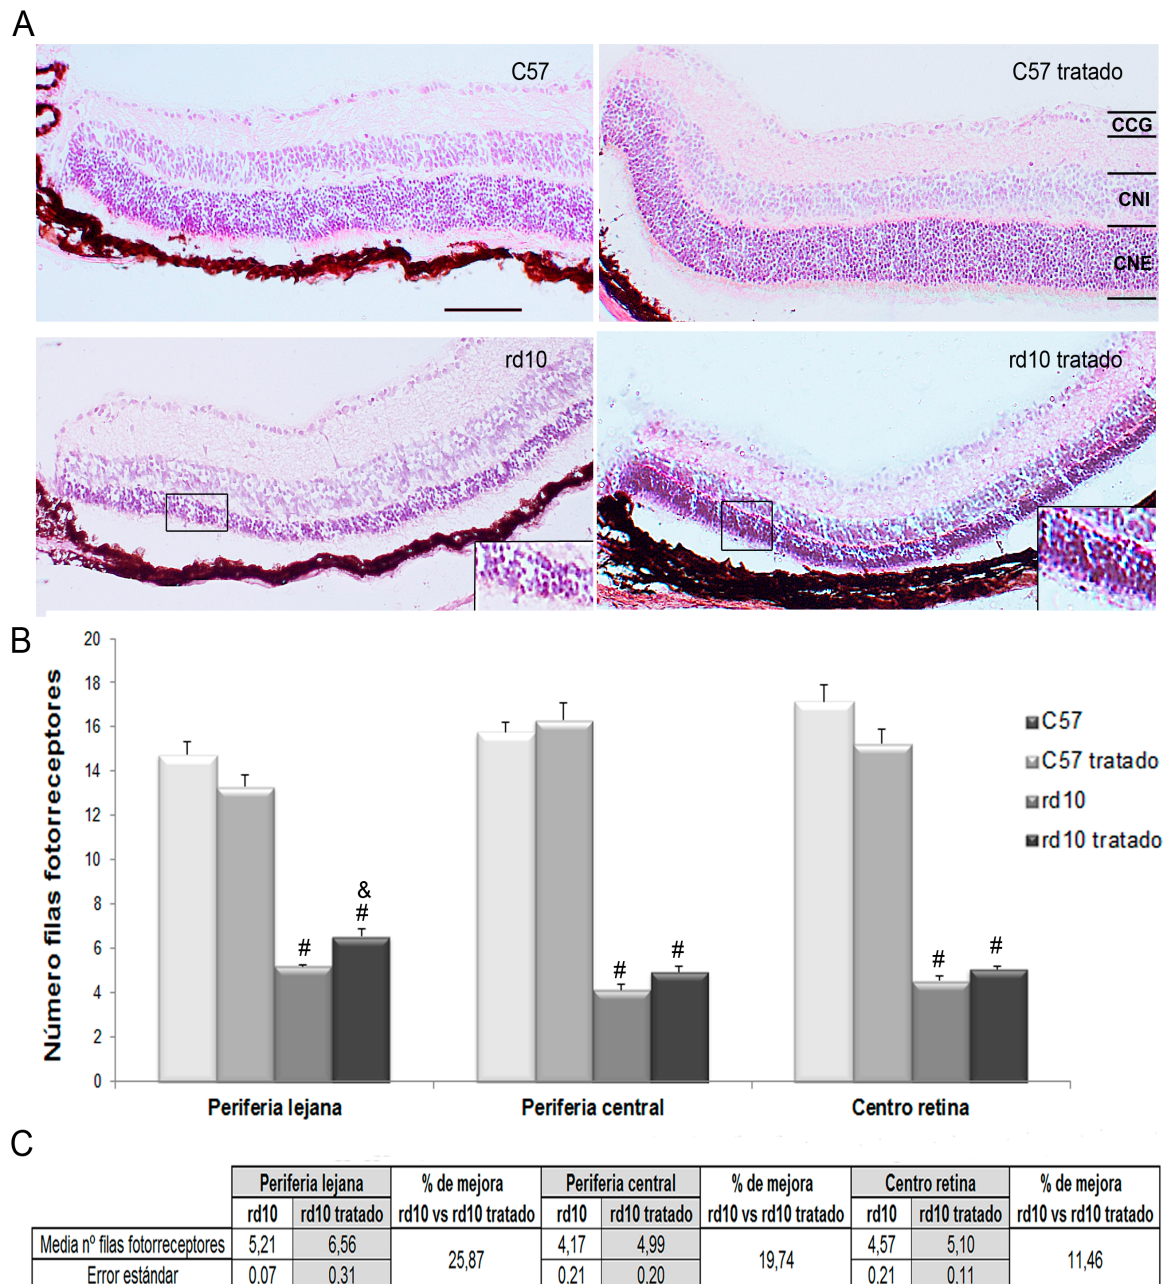 A
C57
C57 tratado
CCG
CNI
CNE
rd10
rd10 tratado
B
Número filas fotorreceptores
20
18
16
14
12
10
8
6
4
2
0
&
#
#
#
#
#
#
C57
C57 tratado
rd10
rd10 tratado
Periferia lejana
Periferia central
Centro retina
C
Periferia lejana % de mejora Periferia central % de mejora Centro retina % de mejora
rd10 rd10 tratado rd10 vs rd10 tratado rd10 rd10 tratado rd10 vs rd10 tratado rd10 rd10 tratado rd10 vs rd10 tratado
Media nº filas fotorreceptores 5,21 6,56 25,87 4,17 4,99 19,74 4,57 5,10 11,46
Error estándar 0.07 0.31 0.21 0.20 0.21 0.11